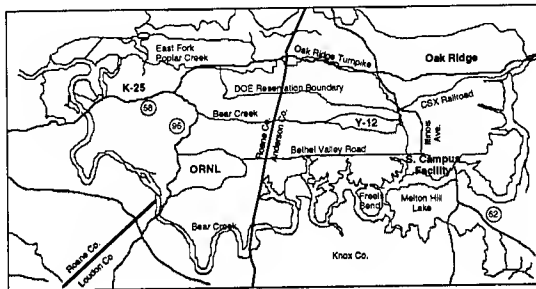 East Fork
Poplar Creek
Oak Ridge Turnpike
Oak Ridge
K-25
DOE Reservation Boundary
CSX Railroad
58
Bear Creek
Y-12
Illinois
Ave.
95
Roane Co.
Anderson Co.
Bethel Valley Road
ORNL
S. Campus
Facility
Freels
Bend
Melton Hill
Lake
Bear Creek
62
Roane Co.
Loudon Co
Knox Co.